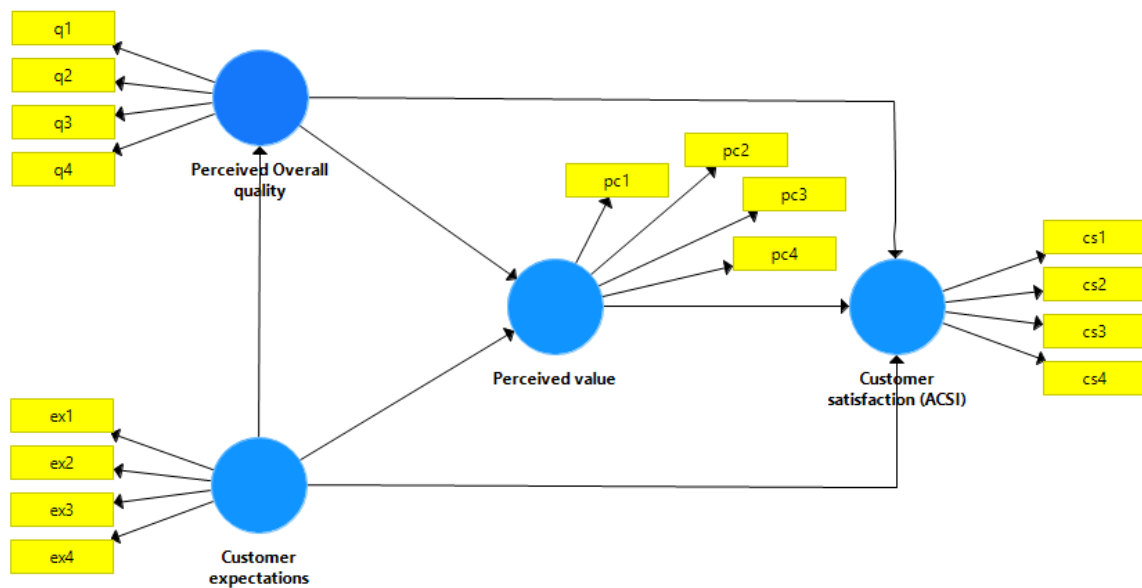 q1
q2
q3
q4
Perceived Overall
quality
pc1
pc2
pc3
pc4
Perceived value
cs1
cs2
cs3
cs4
Customer
satisfaction (ACSI)
ex1
ex2
ex3
ex4
Customer
expectations